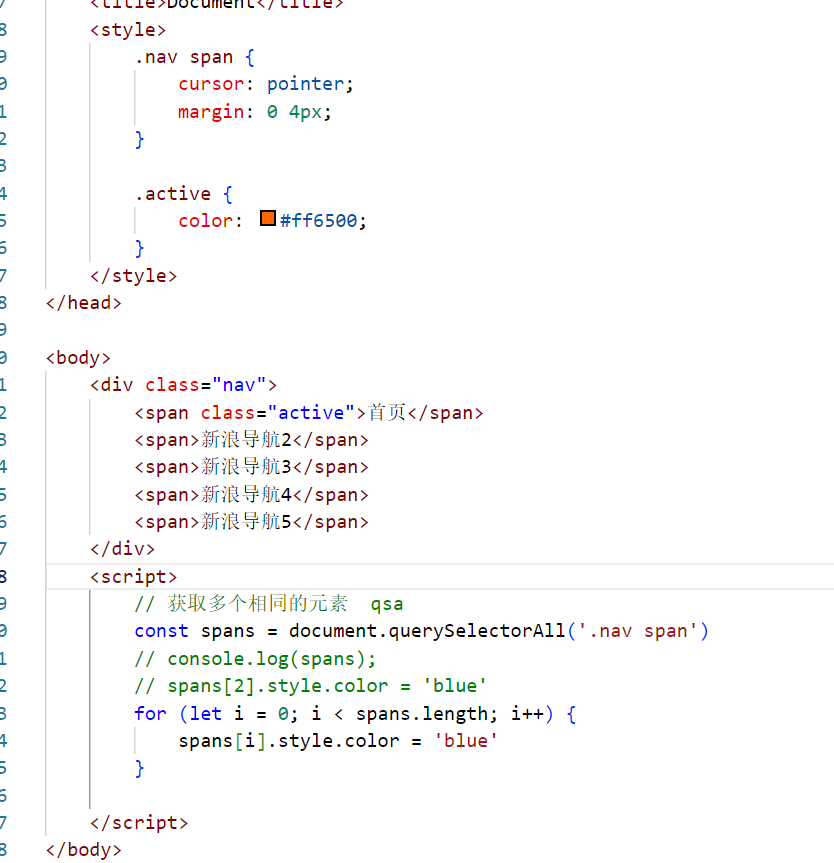 <title>Document</title>
8 <style>
9 .nav span {
0 cursor: pointer;
1 margin: 0 4px;
2 }
3
4 .active {
5 color: #ff6500;
6 }
7 </style>
8 </head>
9
0 <body>
1 <div class="nav">
2 <span class="active">首页</span>
3 <span>新浪导航2</span>
4 <span>新浪导航3</span>
5 <span>新浪导航4</span>
6 <span>新浪导航5</span>
7 </div>
8 <script>
9 // 获取多个相同的元素 qsa
0 const spans = document.querySelectorAll('.nav span')
1 // console.log(spans);
2 // spans[2].style.color = 'blue'
3 for (let i = 0; i < spans.length; i++) {
4 spans[i].style.color = 'blue'
5 }
6
7 </script>
8 </body>